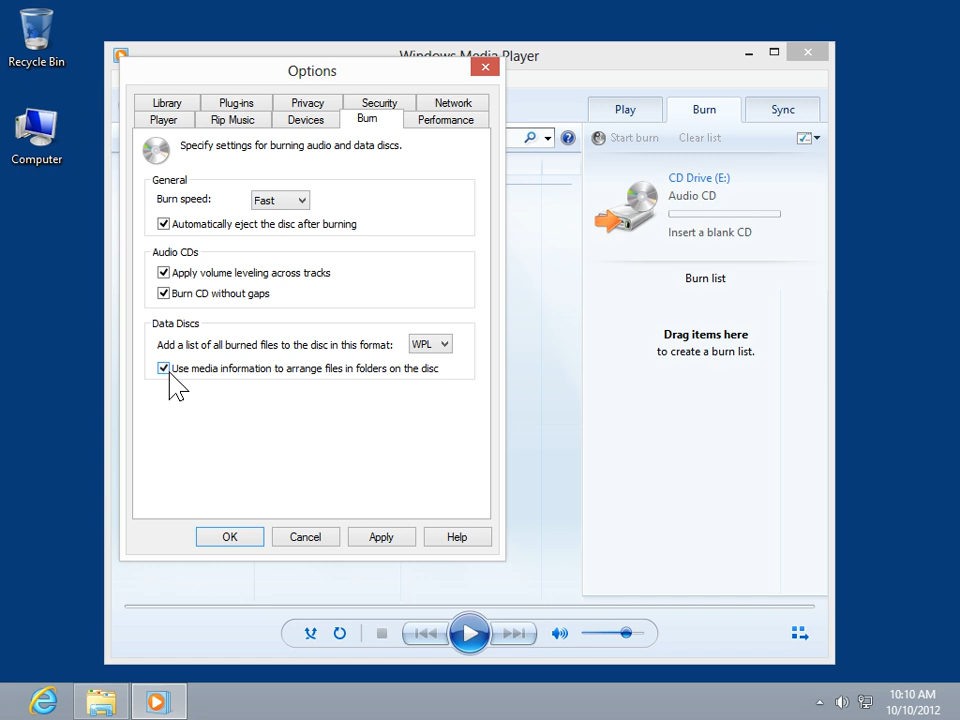 Recycle Bin
Computer
Windows Media Player
Options
Library
Plug-ins
Privacy
Security
Network
Player
Rip Music
Devices
Burn
Performance
Specify settings for burning audio and data discs.
General
Burn speed:
Fast
Automatically eject the disc after burning
Audio CDs
Apply volume leveling across tracks
Burn CD without gaps
Data Discs
Add a list of all burned files to the disc in this format:
WPL
Use media information to arrange files in folders on the disc
OK
Cancel
Apply
Help
Play
Burn
Sync
Start burn
Clear list
CD Drive (E:)
Audio CD
Insert a blank CD
Burn list
Drag items here
to create a burn list.
10:10 AM
10/10/2012